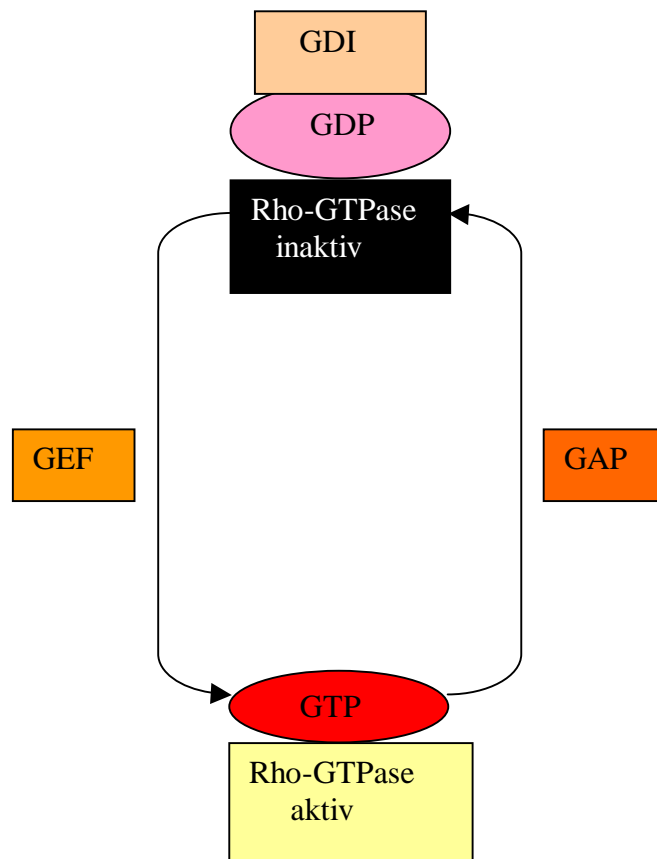 GDI
GDP
Rho-GTPase
inaktiv
GEF
GAP
GTP
Rho-GTPase
aktiv